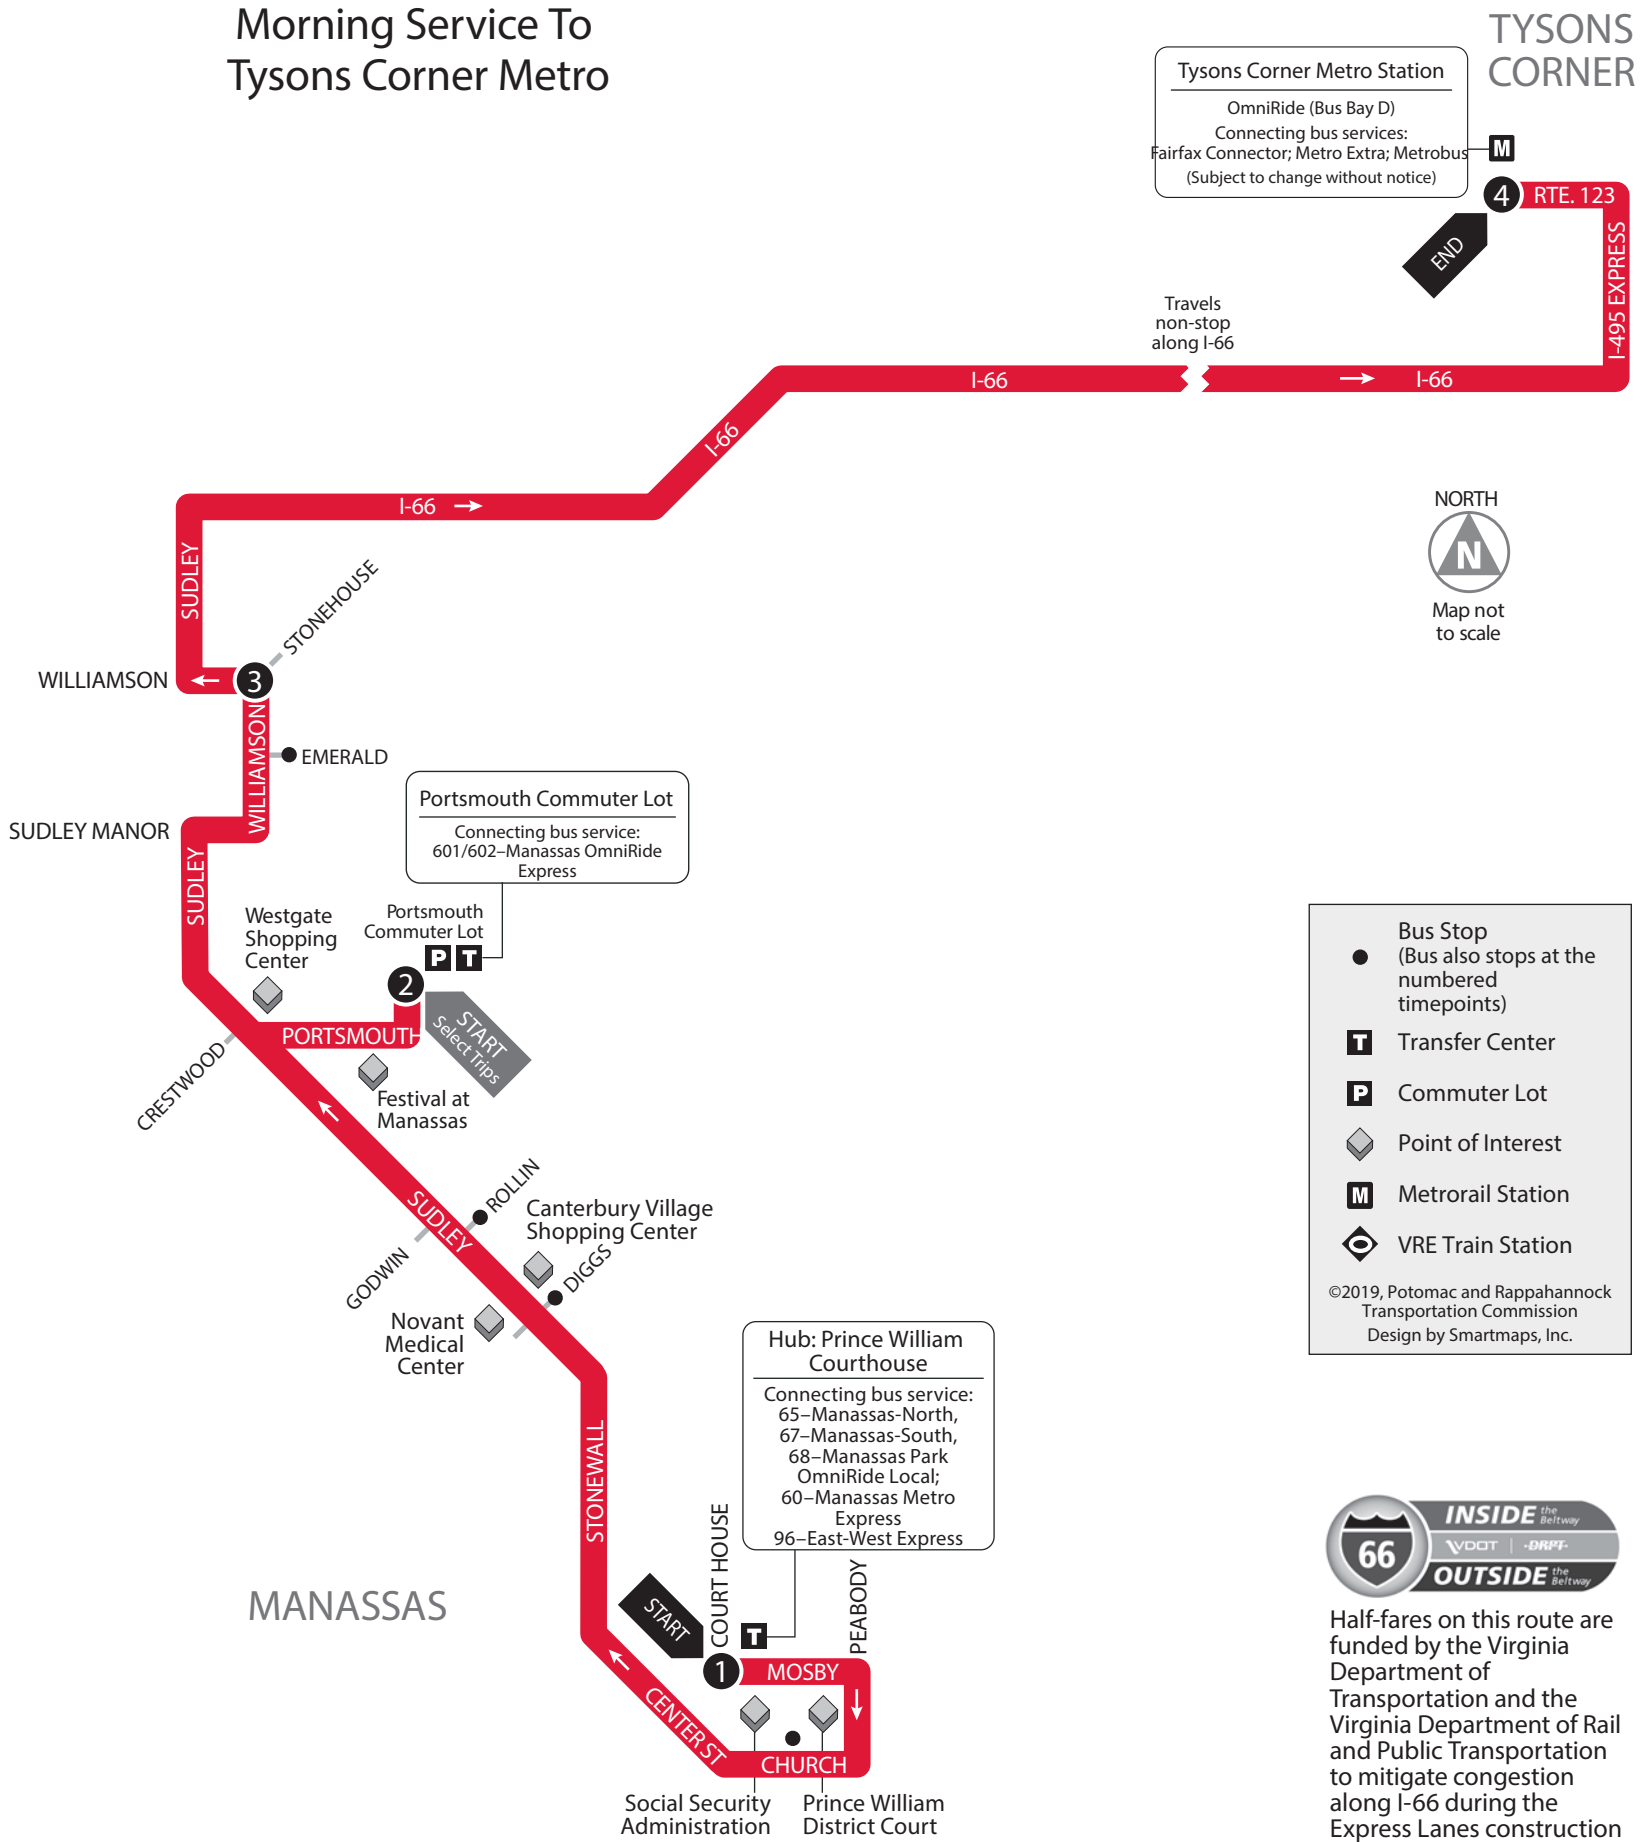 Morning Service To
Tysons Corner Metro
TYSONS
CORNER
Tysons Corner Metro Station
OmniRide (Bus Bay D)
Connecting bus services:
Fairfax Connector; Metro Extra; Metrobus
(Subject to change without notice)
M
4
RTE. 123
END
I-495 EXPRESS
Travels
non-stop
along I-66
I-66
I-66
I-66
I-66
NORTH
N
Map not
to scale
SUDLEY
STONEHOUSE
WILLIAMSON
3
WILLIAMSON
EMERALD
SUDLEY MANOR
SUDLEY
Portsmouth Commuter Lot
Connecting bus service:
601/602–Manassas OmniRide
Express
Westgate
Shopping
Center
Portsmouth
Commuter Lot
P T
2
START
Select Trips
PORTSMOUTH
CRESTWOOD
Festival at
Manassas
SUDLEY
ROLLIN
GODWIN
Canterbury Village
Shopping Center
DIGGS
Novant
Medical
Center
STONEWALL
Hub: Prince William
Courthouse
Connecting bus service:
65–Manassas-North,
67–Manassas-South,
68–Manassas Park
OmniRide Local;
60–Manassas Metro
Express
96–East-West Express
MANASSAS
START
COURT HOUSE
T
PEABODY
1
MOSBY
CENTER ST
CHURCH
Social Security
Administration
Prince William
District Court
Bus Stop
(Bus also stops at the
numbered
timepoints)
T Transfer Center
P Commuter Lot
Point of Interest
M Metrorail Station
VRE Train Station
©2019, Potomac and Rappahannock
Transportation Commission
Design by Smartmaps, Inc.
66
INSIDE the Beltway
VDOT | DRPT
OUTSIDE the Beltway
Half-fares on this route are
funded by the Virginia
Department of
Transportation and the
Virginia Department of Rail
and Public Transportation
to mitigate congestion
along I-66 during the
Express Lanes construction